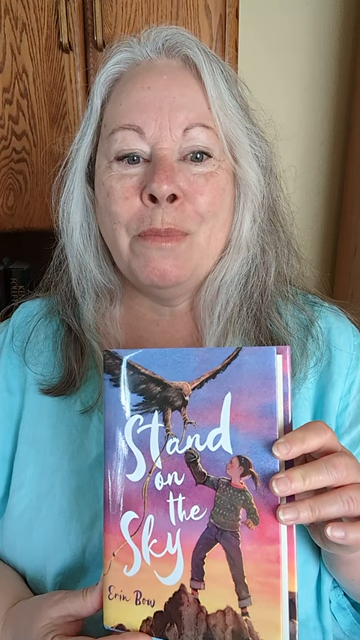 Stand
on
the
Sky
Erin Bow